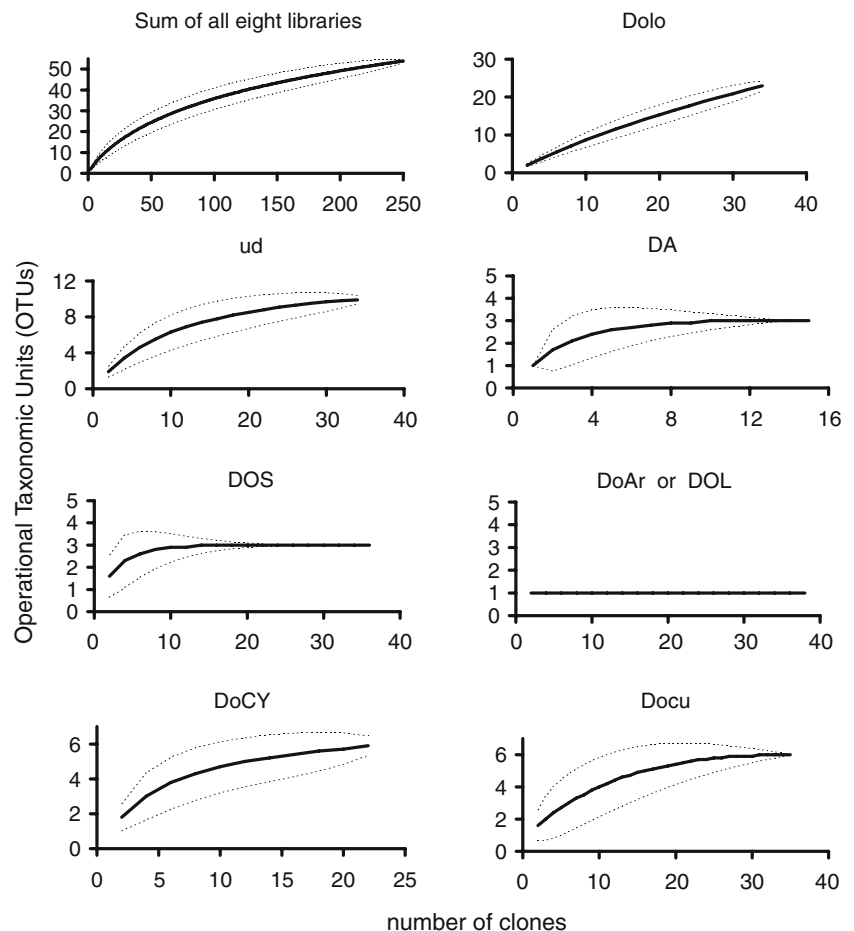 Sum of all eight libraries
Dolo
50
40
30
20
10
0
0 50 100 150 200 250
30
20
10
0
0 10 20 30 40
ud
DA
12
8
4
0
0 10 20 30 40
5
4
3
2
1
0
0 4 8 12 16
Operational Taxonomic Units (OTUs)
DOS
DoAr or DOL
5
4
3
2
1
0
0 10 20 30 40
5
4
3
2
1
0
0 10 20 30 40
DoCY
Docu
6
4
2
0
0 5 10 15 20 25
6
4
2
0
0 10 20 30 40
number of clones